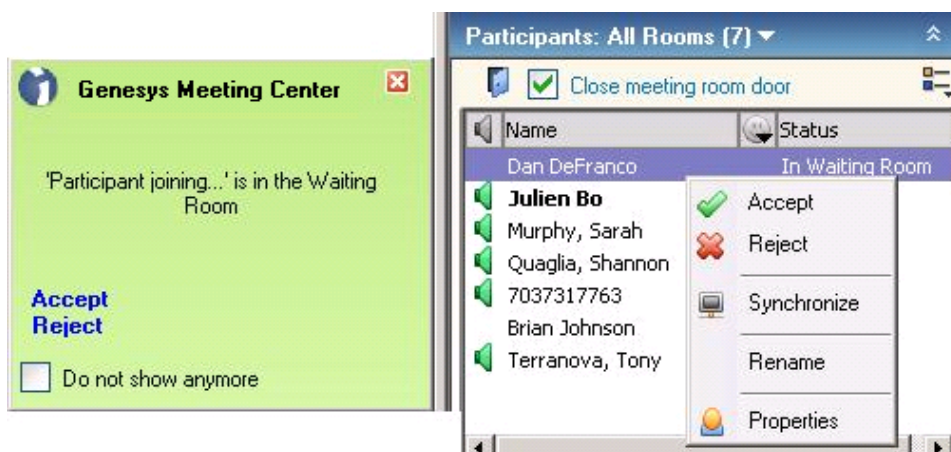 Genesys Meeting Center
'Participant joining...' is in the Waiting
Room
Accept
Reject
Do not show anymore
Participants: All Rooms (7)
Close meeting room door
Name Status
Dan DeFranco In Waiting Room
Julien Bo
Murphy, Sarah
Quaglia, Shannon
7037317763
Brian Johnson
Terranova, Tony
Accept
Reject
Synchronize
Rename
Properties